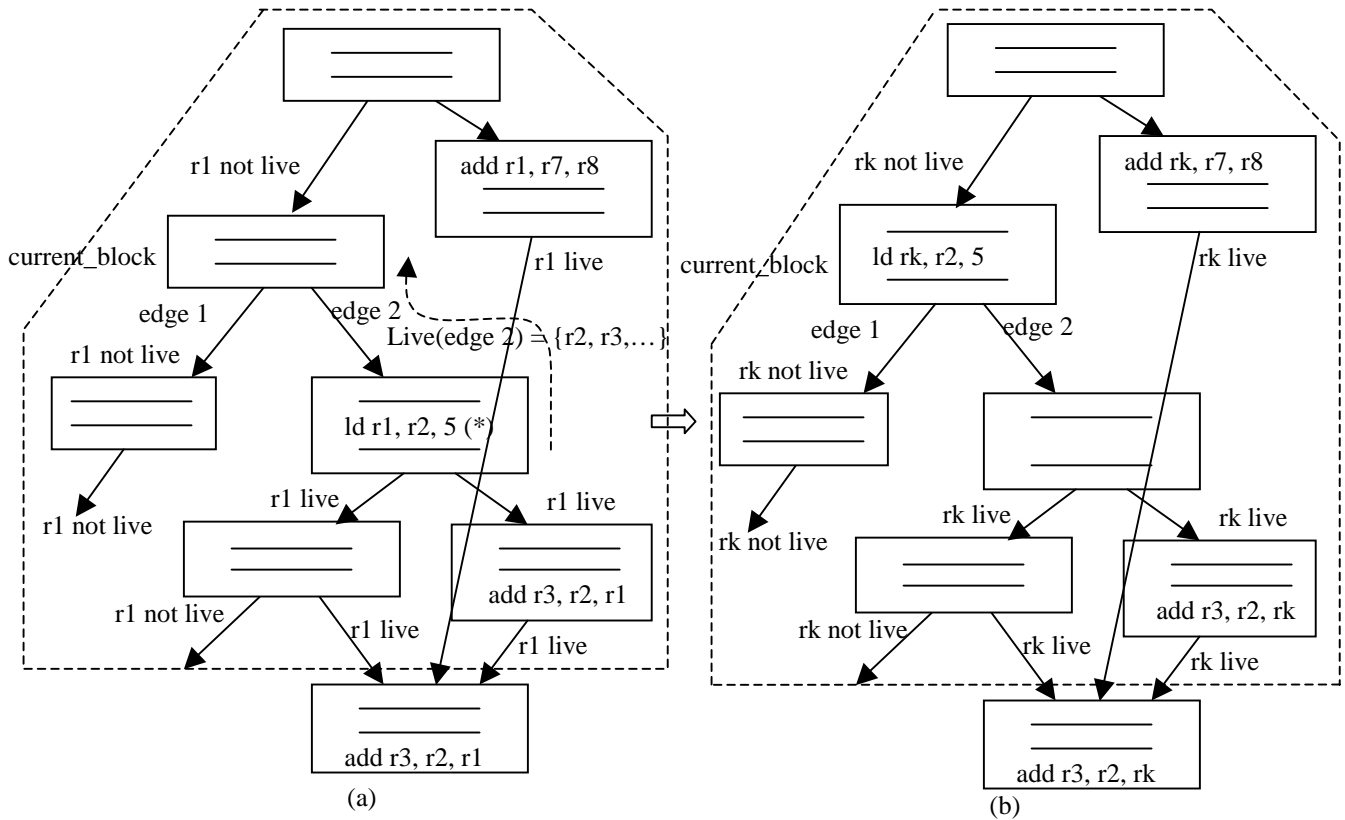 r1 not live
add r1, r7, r8
current_block
r1 live
edge 1
edge 2
Live(edge 2) = {r2, r3,…}
r1 not live
ld r1, r2, 5 (*)
r1 not live
r1 live
r1 live
add r3, r2, r1
r1 not live
r1 live
r1 live
add r3, r2, r1
(a)
rk not live
add rk, r7, r8
current_block
ld rk, r2, 5
rk live
edge 1
edge 2
rk not live
rk not live
rk live
rk live
add r3, r2, rk
rk not live
rk live
rk live
add r3, r2, rk
(b)